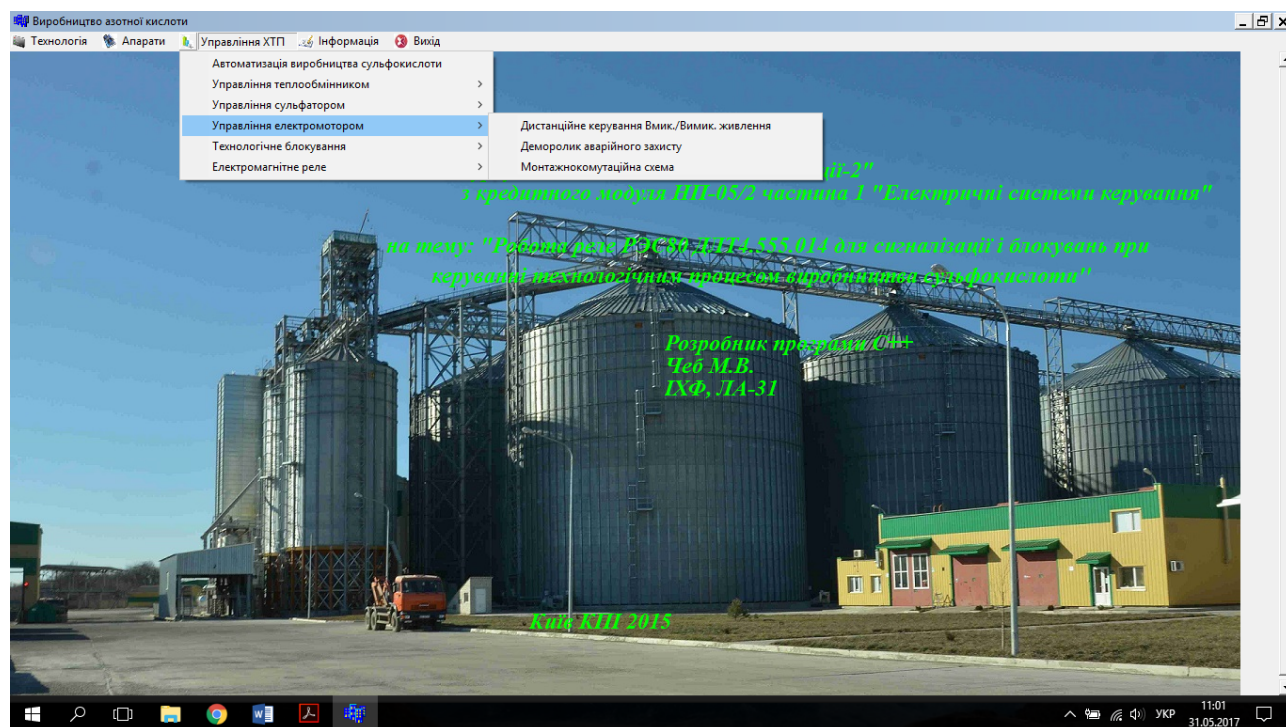 Виробництво азотної кислоти
Технологія Апарати Управління ХТП Інформація Вихід
Автоматизація виробництва сульфокислоти
Управління теплообмінником
Управління сульфатором
Управління електромотором
Технологічне блокування
Електромагнітне реле
Дистанційне керування Вмик./Вимик. живлення
Деморолик аварійного захисту
Монтажнокомутаційна схема
ції-2"
з кредитного модуля НП-05/2 частина 1 "Електричні системи керування"
на тему: "Робота реле РЭС80 ДЛТ4.555.014 для сигналізації і блокувань при
керуванні технологічним процесом виробництва сульфокислоти"
Розробник програми С++
Чеб М.В.
ІХФ, ЛА-31
Київ КПІ 2015
УКР
11:01
31.05.2017